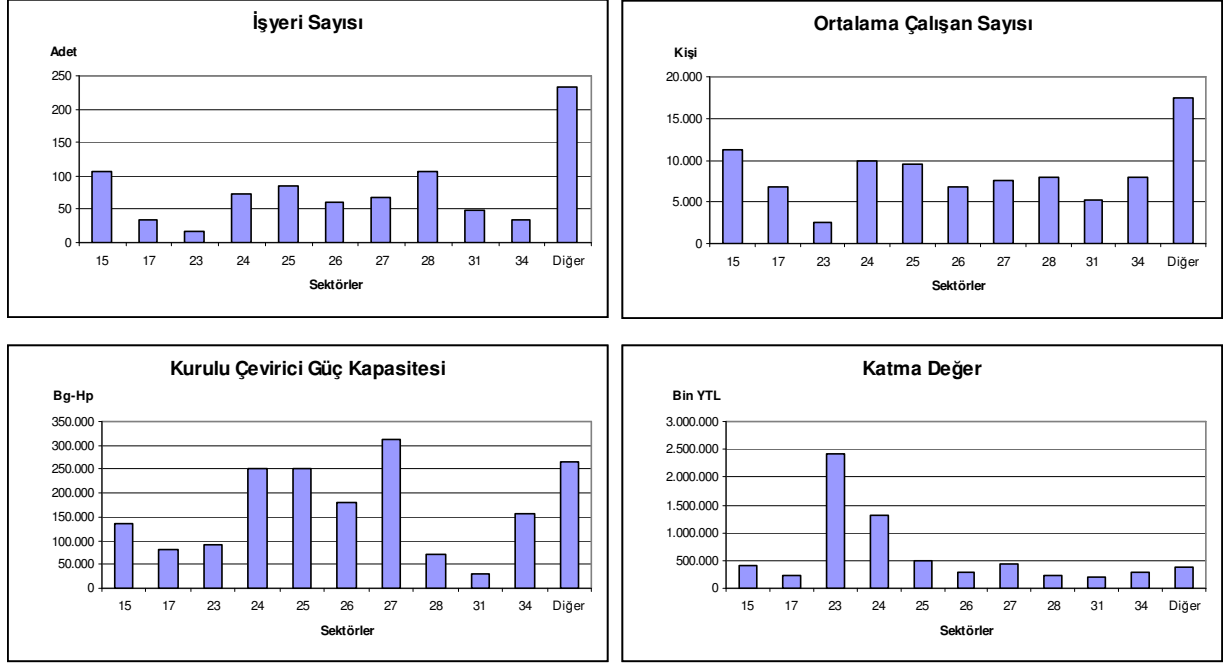 İşyeri Sayısı
Adet
250
200
150
100
50
0
15 17 23 24 25 26 27 28 31 34 Diğer
Sektörler
Ortalama Çalışan Sayısı
Kişi
20.000
15.000
10.000
5.000
0
15 17 23 24 25 26 27 28 31 34 Diğer
Sektörler
Kurulu Çevirici Güç Kapasitesi
Bg-Hp
350.000
300.000
250.000
200.000
150.000
100.000
50.000
0
15 17 23 24 25 26 27 28 31 34 Diğer
Sektörler
Katma Değer
Bin YTL
3.000.000
2.500.000
2.000.000
1.500.000
1.000.000
500.000
0
15 17 23 24 25 26 27 28 31 34 Diğer
Sektörler